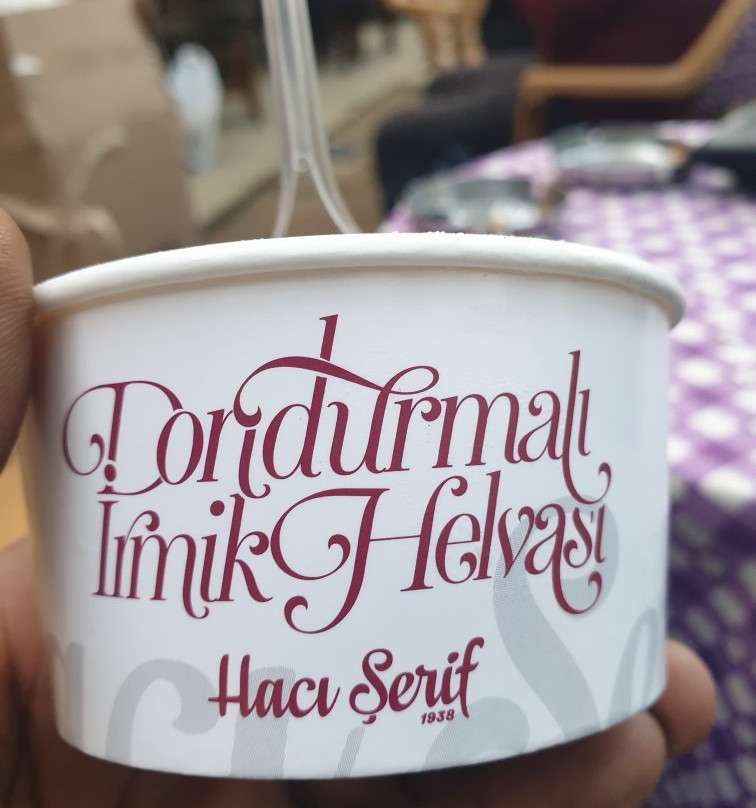 Dondurmalı
İrmik Helvası
Hacı Şerif
1938